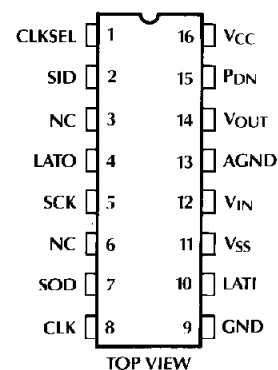 CLKSEL 1 16 VCC
SID 2 15 PDN
NC 3 14 VOUT
LATO 4 13 AGND
SCK 5 12 VIN
NC 6 11 VSS
SOD 7 10 LATI
CLK 8 9 GND
TOP VIEW